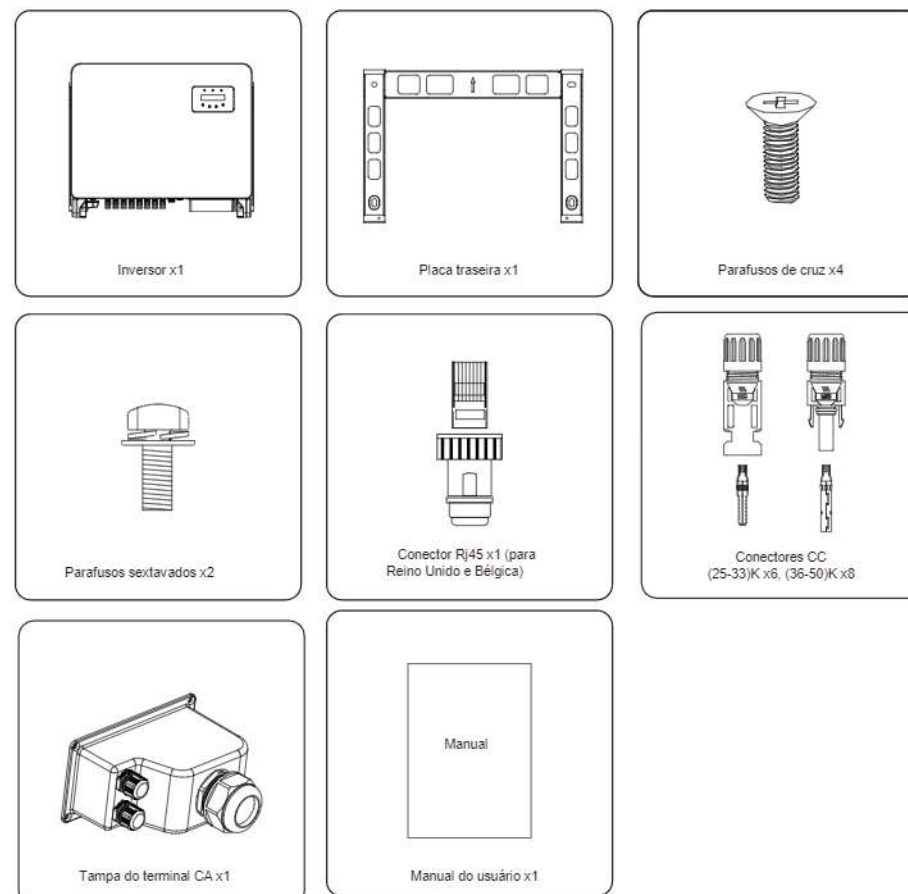 Inversor x1
Placa traseira x1
Parafusos de cruz x4
Parafusos sextavados x2
Conector Rj45 x1 (para
Reino Unido e Bélgica)
Conectores CC
(25-33)K x6, (36-50)K x8
Tampa do terminal CA x1
Manual
Manual do usuário x1